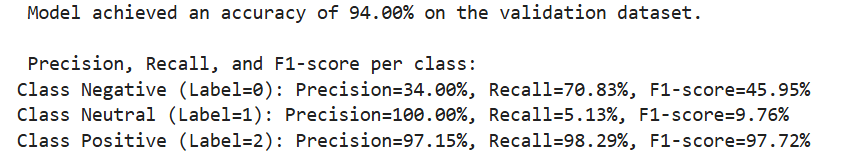 Model achieved an accuracy of 94.00% on the validation dataset.
Precision, Recall, and F1-score per class:
Class Negative (Label=0): Precision=34.00%, Recall=70.83%, F1-score=45.95%
Class Neutral (Label=1): Precision=100.00%, Recall=5.13%, F1-score=9.76%
Class Positive (Label=2): Precision=97.15%, Recall=98.29%, F1-score=97.72%